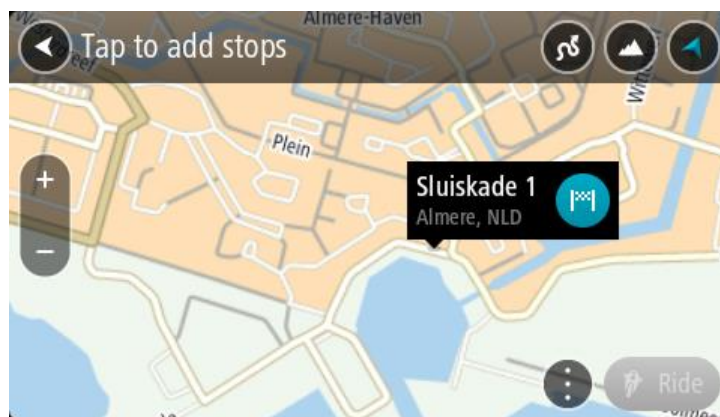 Almere-Haven
Tap to add stops
Plein
Sluiskade 1
Almere, NLD
+
−
Ride